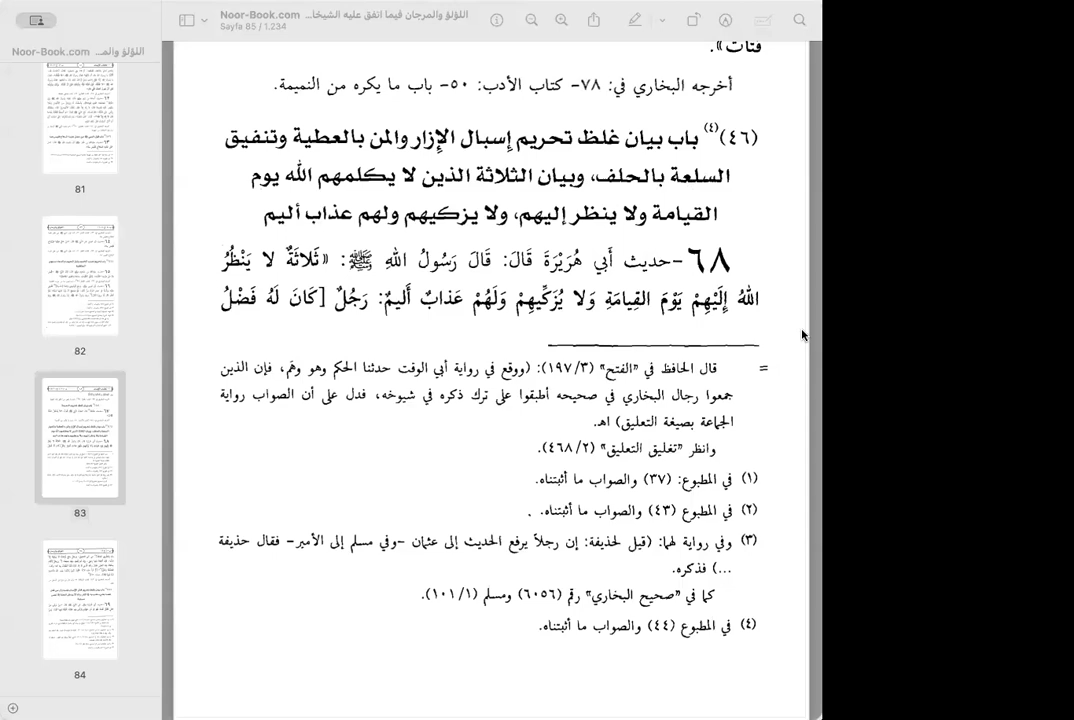 Noor-Book.com اللؤلؤ والمرجان فيما اتفق عليه الشيخا...
Sayfa 85 / 1.234
Noor-Book.com اللؤلؤ والمـ...
81
82
83
84
فتات».
أخرجه البخاري في: ٧٨- كتاب الأدب: ٥٠- باب ما يكره من النميمة.
(٤٦)(٤) باب بيان غلظ تحريم إسبال الإزار والمن بالعطية وتنفيق
السلعة بالحلف، وبيان الثلاثة الذين لا يكلمهم الله يوم
القيامة ولا ينظر إليهم، ولا يزكيهم ولهم عذاب أليم
٦٨-حديث أَبي هُرَيْرَةَ قَالَ: قَالَ رَسُولُ اللهِ ﷺ: «ثَلاثَةٌ لا يَنْظُرُ
اللهُ إِلَيْهِمْ يَوْمَ القِيامَةِ وَلا يُزَكِّيهِمْ وَلَهُمْ عَذابٌ أَليمٌ: رَجُلٌ [كَانَ لَهُ فَضْلُ
= قال الحافظ في "الفتح" (١٩٧/٣): (ووقع في رواية أبي الوقت حدثنا الحكم وهو وهَم، فإن الذين
جمعوا رجال البخاري في صحيحه أطبقوا على ترك ذكره في شيوخه، فدل على أن الصواب رواية
الجماعة بصيغة التعليق) اهـ.
وانظر "تغليق التعليق" (٤٦٨/٢).
(١) في المطبوع: (٣٧) والصواب ما أثبتناه.
(٢) في المطبوع (٤٣) والصواب ما أثبتناه.
(٣) وفي رواية لهما: (قيل لحذيفة: إن رجلاً يرفع الحديث إلى عثمان -وفي مسلم إلى الأمير- فقال حذيفة
...) فذكره.
كما في "صحيح البخاري" رقم (٦٠٥٦) ومسلم (١٠١/١).
(٤) في المطبوع (٤٤) والصواب ما أثبتناه.